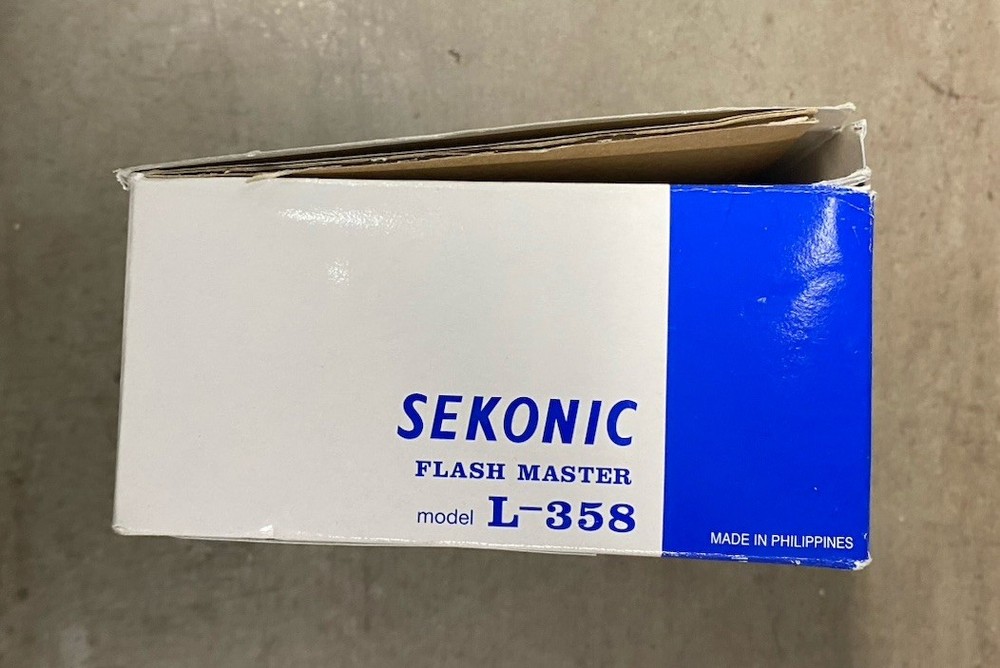 SEKONIC
FLASH MASTER
model L-358
MADE IN PHILIPPINES